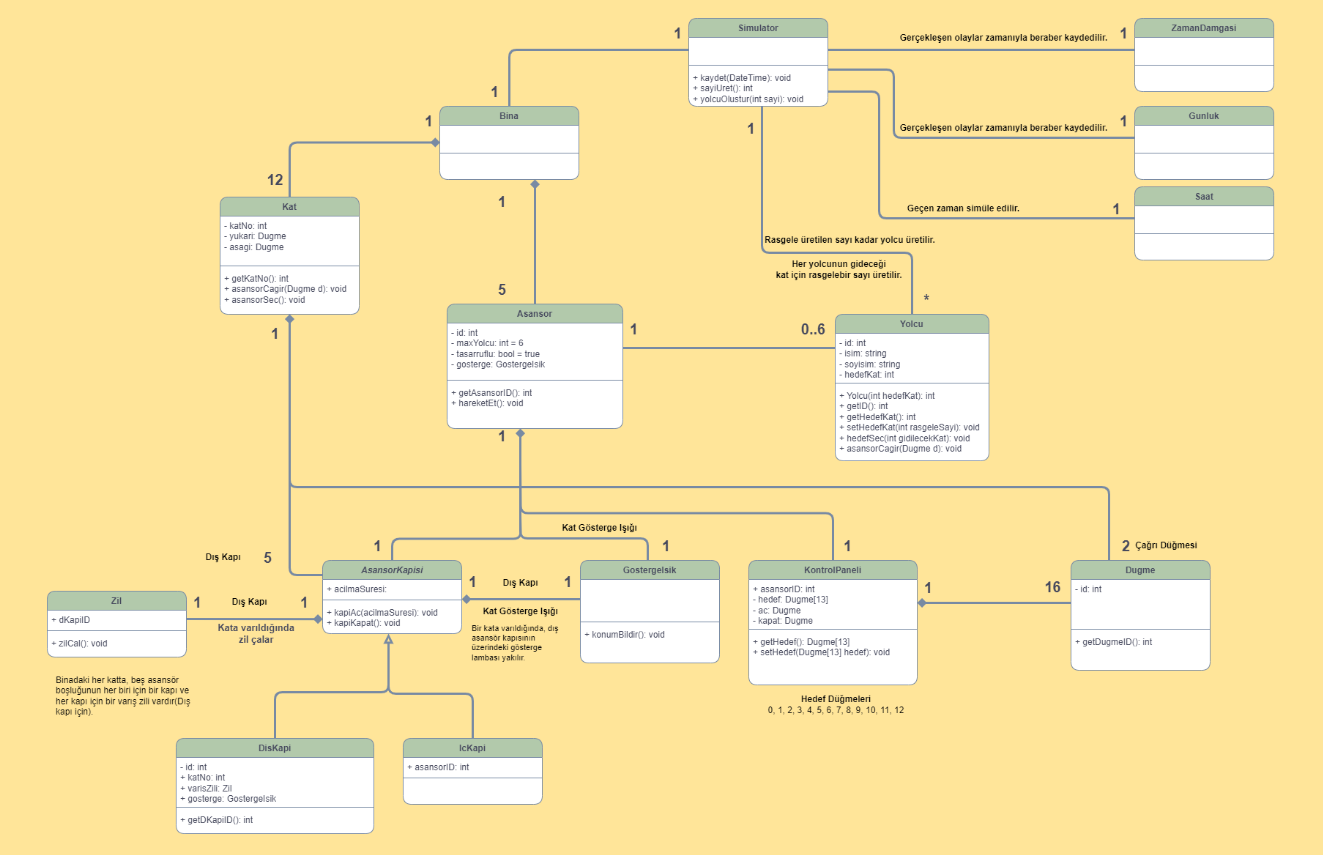 Simulator
+ kaydet(DateTime): void
+ sayiUret(): int
+ yolcuOlustur(int sayı): void
1
1
1
Gerçekleşen olaylar zamanıyla beraber kaydedilir.
1
ZamanDamgasi
Gerçekleşen olaylar zamanıyla beraber kaydedilir.
1
Gunluk
Geçen zaman simüle edilir.
1
Saat
Bina
1
12
1
5
Kat
- katNo: int
- yukari: Dugme
- asagi: Dugme
+ getKatNo(): int
+ asansorCagir(Dugme d): void
+ asansorSec(): void
1
Rasgele üretilen sayı kadar yolcu üretilir.
Her yolcunun gideceği
kat için rasgelebir sayı üretilir.
*
Asansor
- id: int
- maxYolcu: int = 6
- tasarruflu: bool = true
- gosterge: GostergeIsik
+ getAsansorID(): int
+ hareketEt(): void
1
0..6
1
Yolcu
- id: int
- isim: string
- soyisim: string
- hedefKat: int
+ Yolcu(int hedefKat): int
+ getID(): int
+ getHedefKat(): int
+ setHedefKat(int rasgeleSayi): void
+ hedefSec(int gidilecekKat): void
+ asansorCagir(Dugme d): void
Kat Gösterge Işığı
Dış Kapı
5
1
1
1
2
Çağrı Düğmesi
AsansorKapisi
+ acilmaSuresi:
+ kapiAc(acilmaSuresi): void
+ kapiKapat(): void
1
Dış Kapı
1
Kat Gösterge Işığı
Bir kata varıldığında, dış
asansör kapısının
üzerindeki gösterge
lambası yakılır.
GostergeIsik
+ konumBildir(): void
KontrolPaneli
+ asansorID: int
- hedef: Dugme[13]
- ac: Dugme
- kapat: Dugme
+ getHedef(): Dugme[13]
+ setHedef(Dugme[13] hedef): void
1
16
Dugme
- id: int
+ getDugmeID(): int
Zil
+ dKapiID
+ zilCal(): void
1
Dış Kapı
1
Kata varıldığında
zil çalar
Binadaki her katta, beş asansör
boşluğunun her biri için bir kapı ve
her kapı için bir varış zili vardır(Dış
kapı için).
Hedef Düğmeleri
0, 1, 2, 3, 4, 5, 6, 7, 8, 9, 10, 11, 12
DisKapi
- id: int
+ katNo: int
+ varisZili: Zil
+ gosterge: GostergeIsik
+ getDKapiID(): int
IcKapi
+ asansorID: int